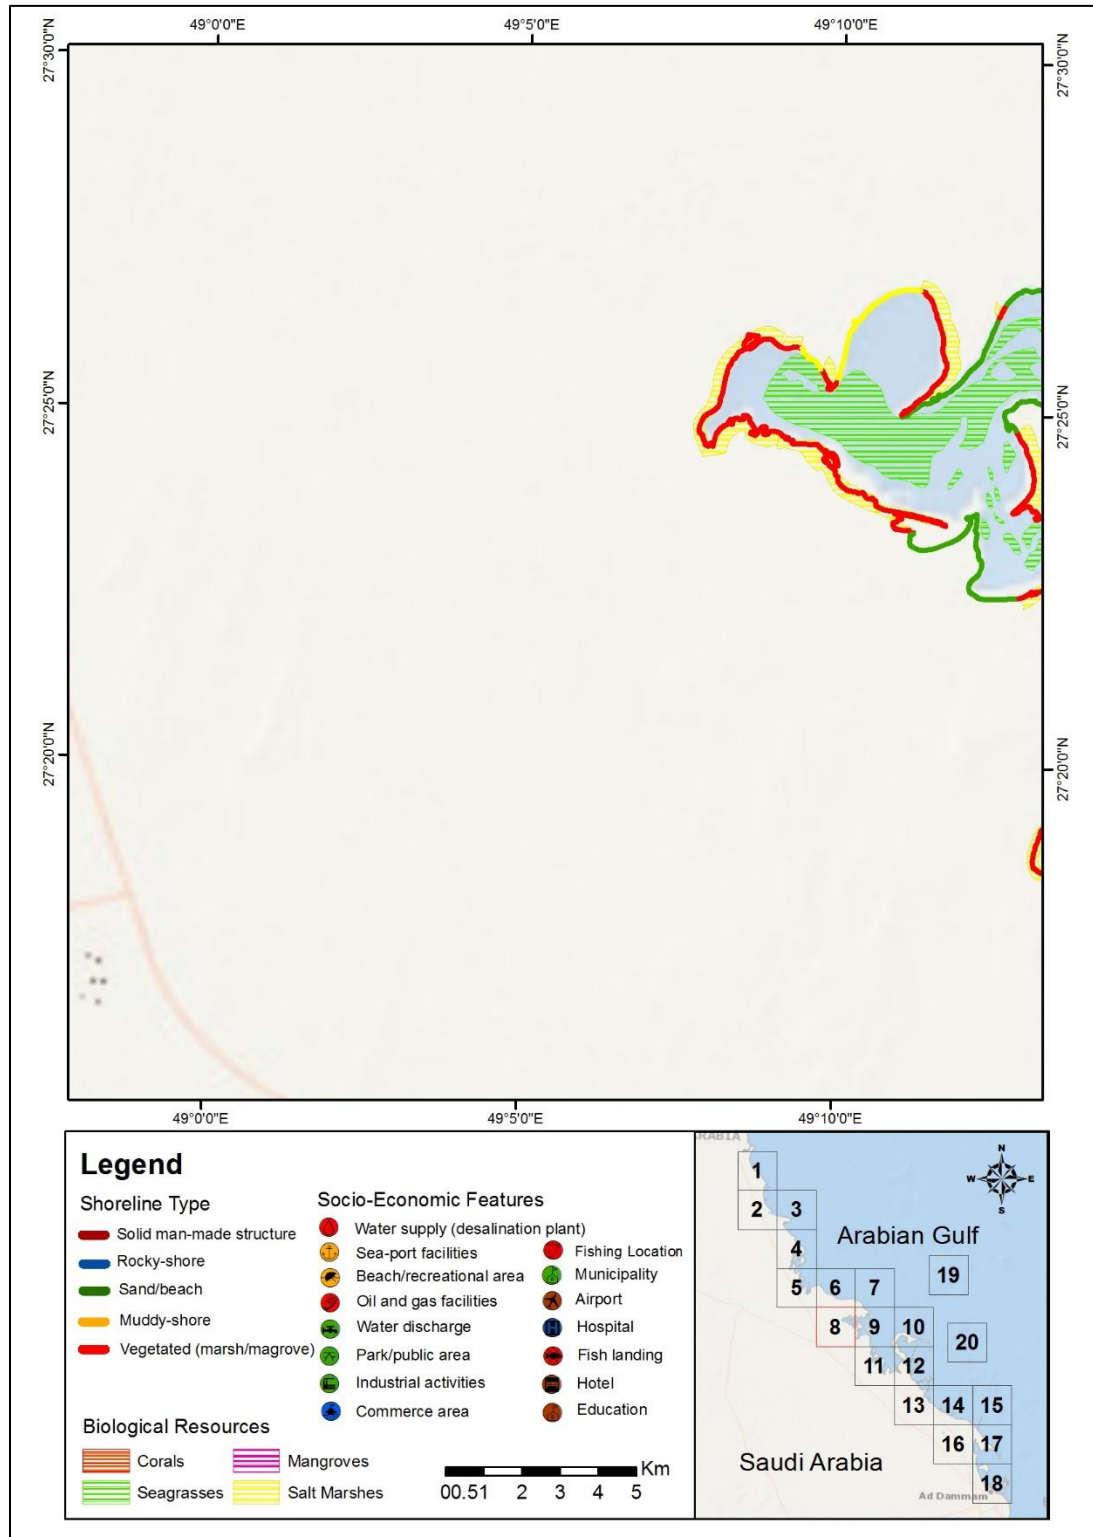 49°0'0"E 49°5'0"E 49°10'0"E
27°30'0"N 27°30'0"N
27°25'0"N 27°25'0"N
27°20'0"N 27°20'0"N
49°0'0"E 49°5'0"E 49°10'0"E
Legend
Shoreline Type
Solid man-made structure
Rocky-shore
Sand/beach
Muddy-shore
Vegetated (marsh/magrove)
Biological Resources
Corals
Mangroves
Seagrasses
Salt Marshes
Socio-Economic Features
Water supply (desalination plant)
Sea-port facilities
Beach/recreational area
Oil and gas facilities
Water discharge
Park/public area
Industrial activities
Commerce area
Fishing Location
Municipality
Airport
Hospital
Fish landing
Hotel
Education
00.51 2 3 4 5 Km
RABIA
N
W E
S
1
2 3
4
Arabian Gulf
5 6 7 19
8 9 10 20
11 12
13 14 15
16 17
Saudi Arabia
18
Ad Dammam